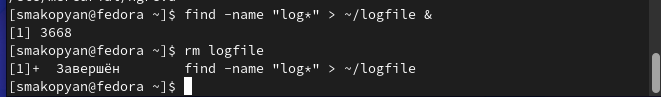 [smakopyan@fedora ~]$ find -name "log*" > ~/logfile &
[1] 3668
[smakopyan@fedora ~]$ rm logfile
[1]+  Завершён        find -name "log*" > ~/logfile
[smakopyan@fedora ~]$